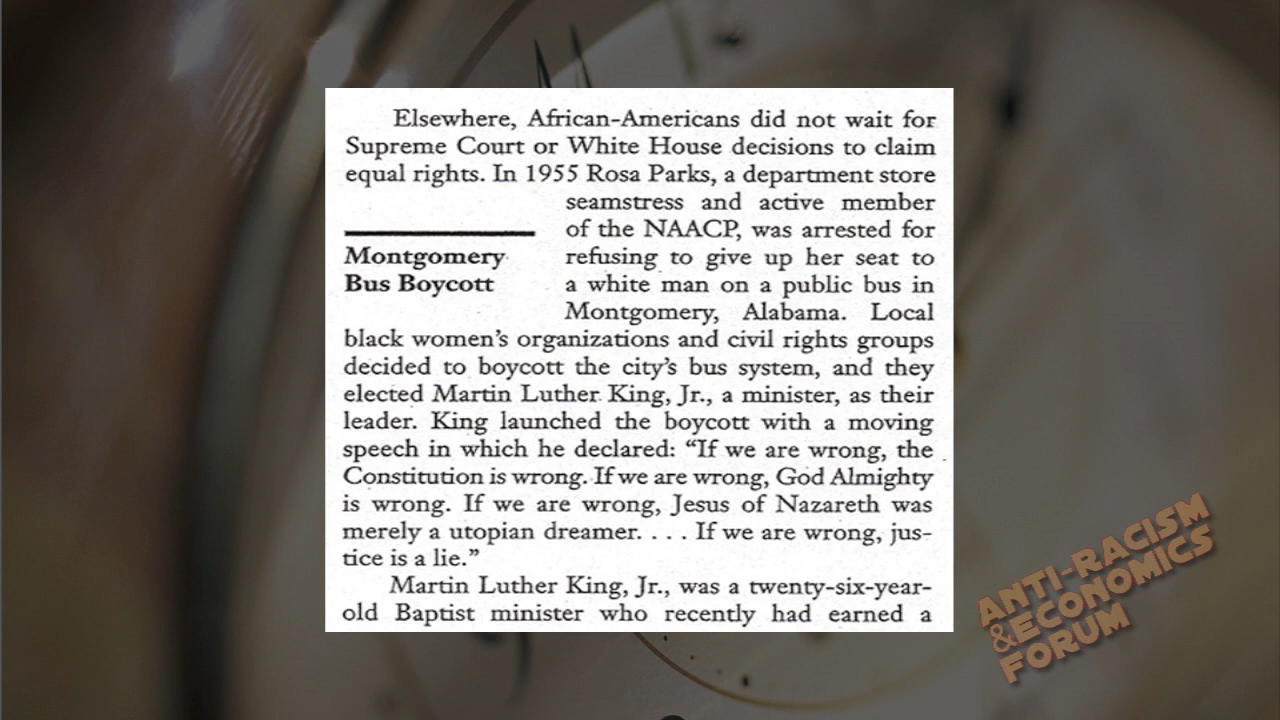 Elsewhere, African-Americans did not wait for
Supreme Court or White House decisions to claim
equal rights. In 1955 Rosa Parks, a department store
seamstress and active member
of the NAACP, was arrested for
refusing to give up her seat to
a white man on a public bus in
Montgomery, Alabama. Local
Montgomery
Bus Boycott
black women's organizations and civil rights groups
decided to boycott the city's bus system, and they
elected Martin Luther King, Jr., a minister, as their
leader. King launched the boycott with a moving
speech in which he declared: “If we are wrong, the
Constitution is wrong. If we are wrong, God Almighty
is wrong. If we are wrong, Jesus of Nazareth was
merely a utopian dreamer. . . . If we are wrong, jus-
tice is a lie.”
Martin Luther King, Jr., was a twenty-six-year-
old Baptist minister who recently had earned a
ANTI-RACISM
&ECONOMICS
FORUM